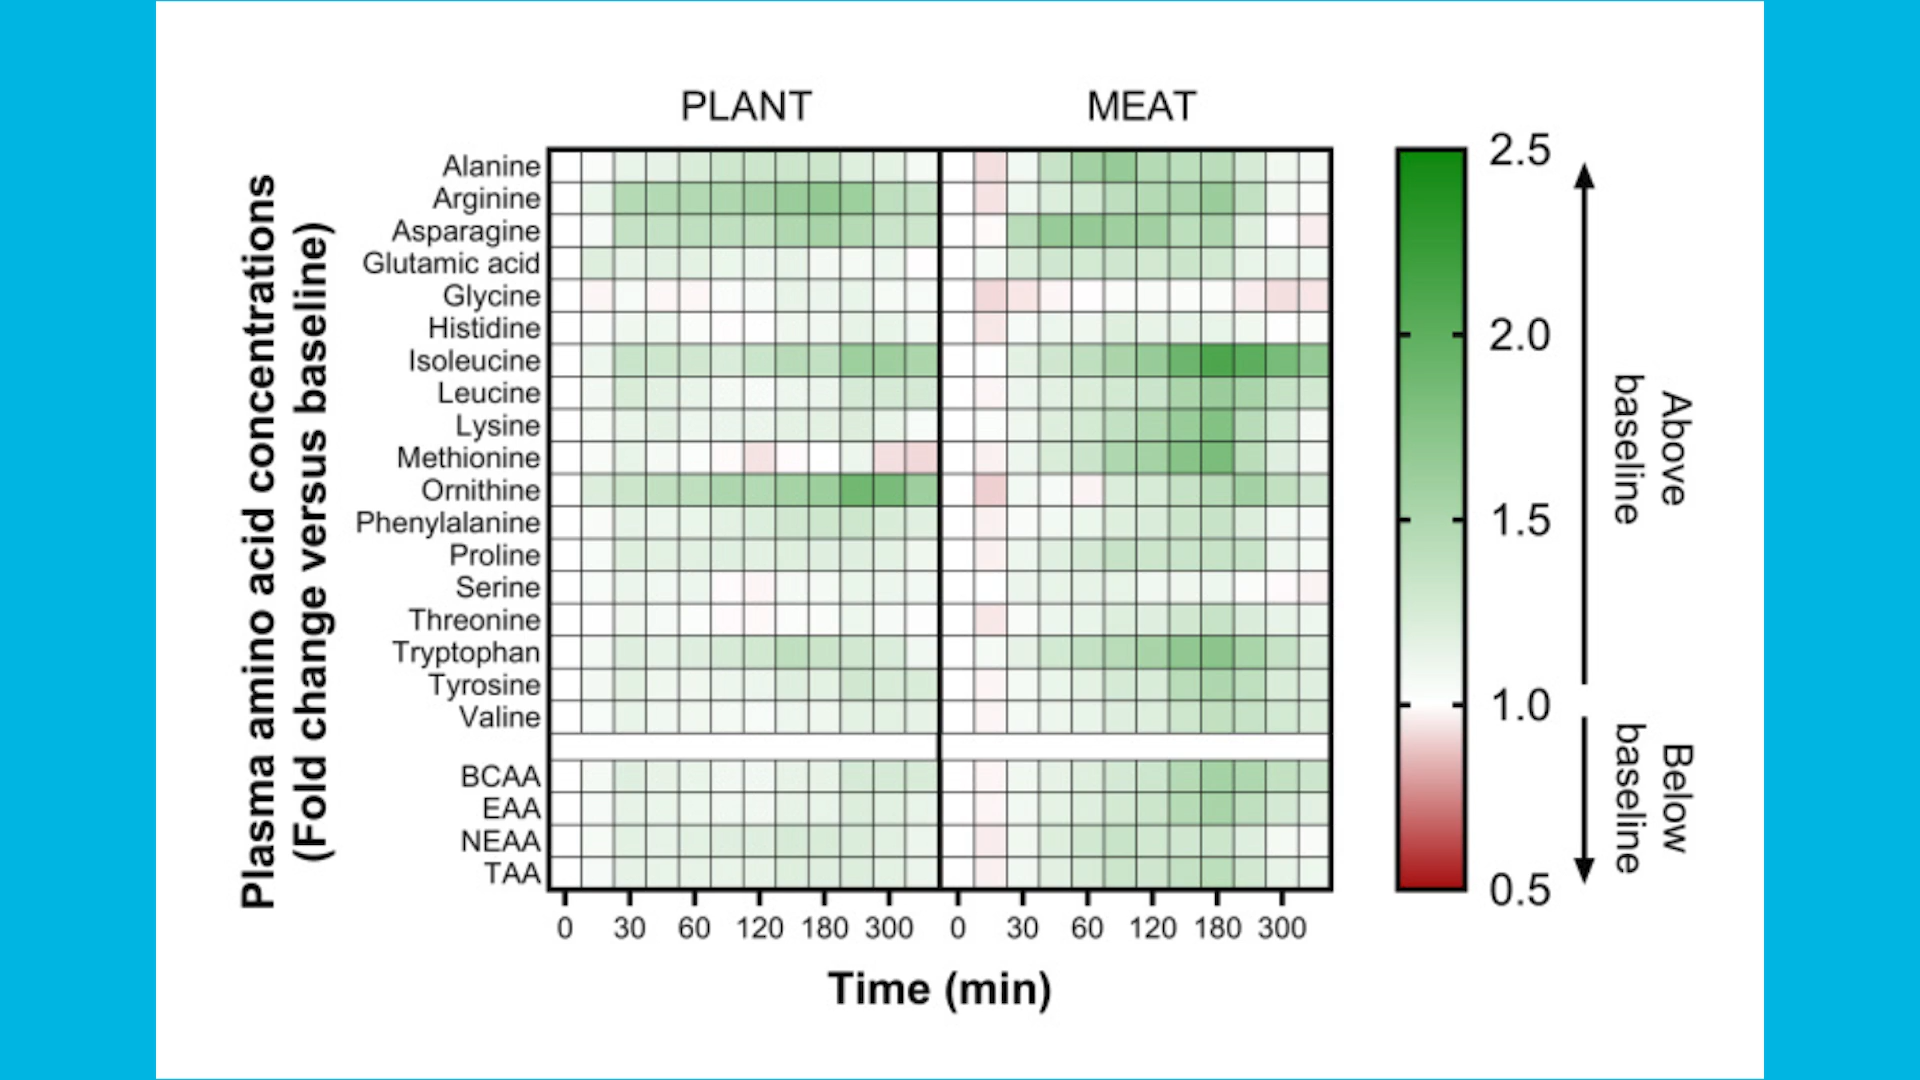 PLANT
MEAT
Plasma amino acid concentrations
(Fold change versus baseline)
Alanine
Arginine
Asparagine
Glutamic acid
Glycine
Histidine
Isoleucine
Leucine
Lysine
Methionine
Ornithine
Phenylalanine
Proline
Serine
Threonine
Tryptophan
Tyrosine
Valine
BCAA
EAA
NEAA
TAA
0 30 60 120 180 300 0 30 60 120 180 300
Time (min)
2.5
2.0
1.5
1.0
0.5
Above
baseline
Below
baseline